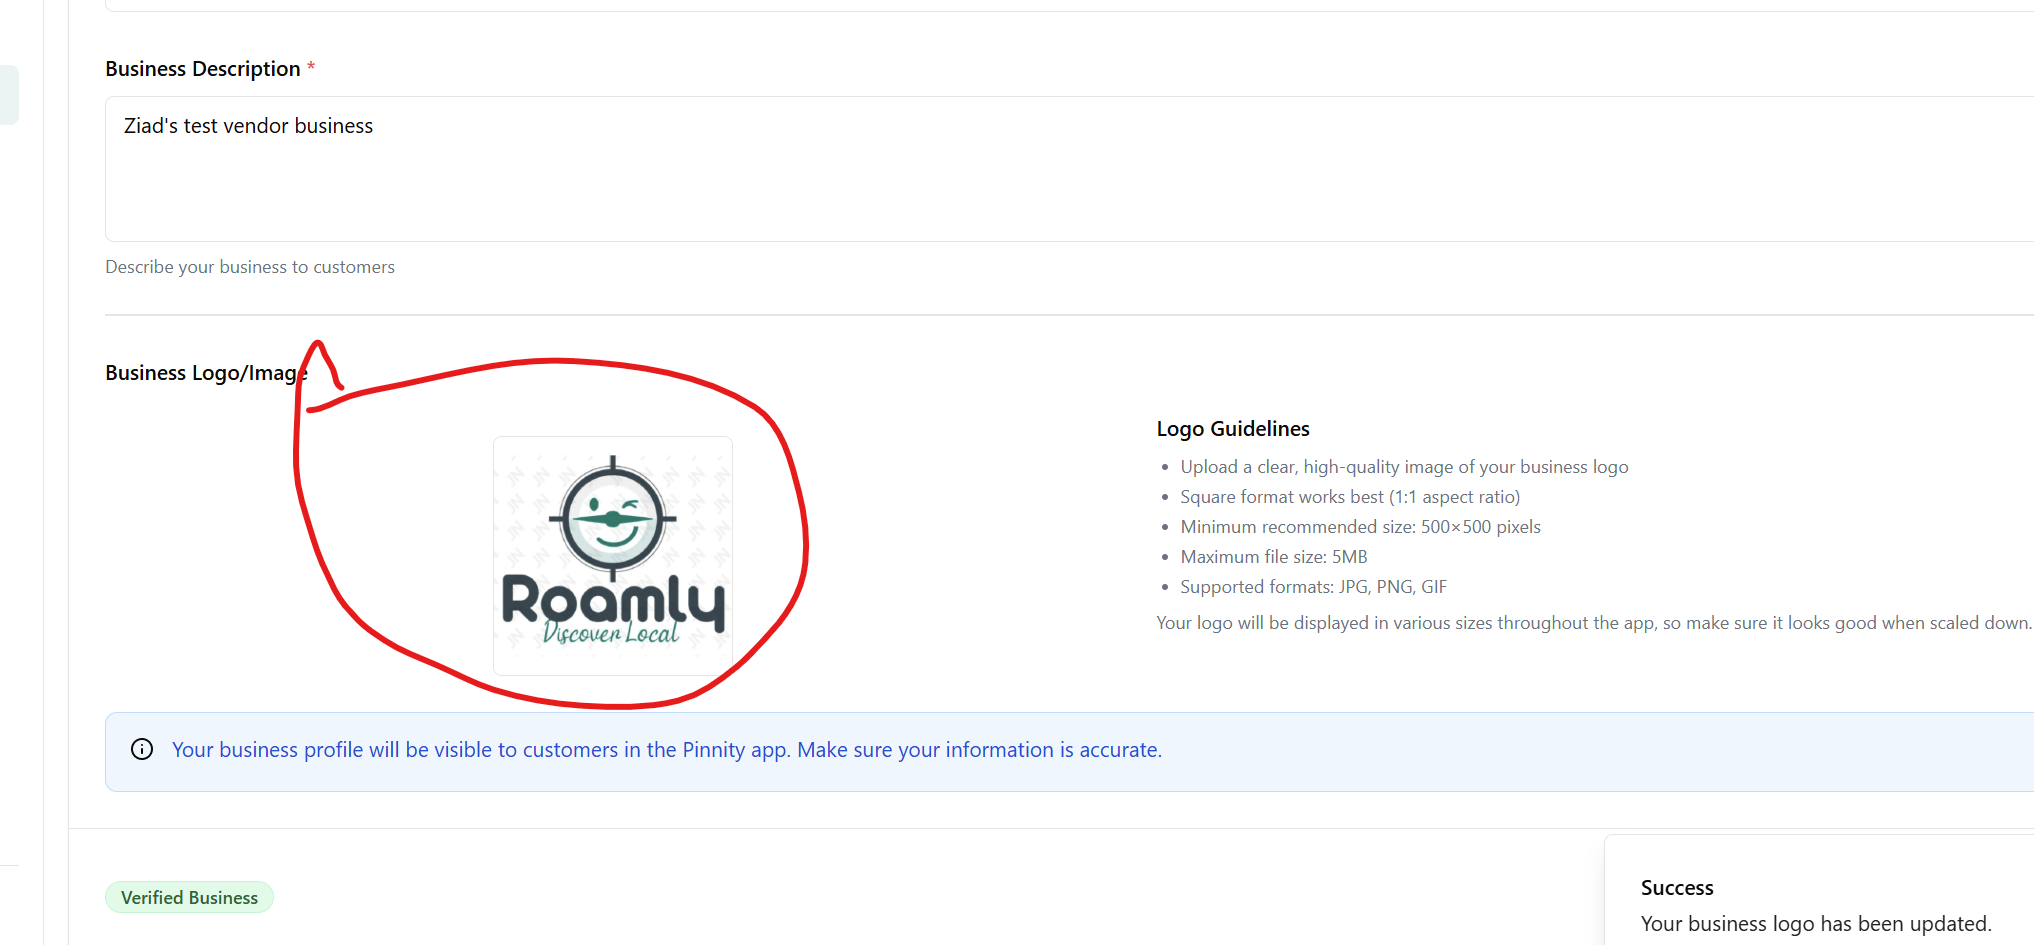 Business Description *
Ziad's test vendor business
Describe your business to customers
Business Logo/Image
Roamly
Discover Local
Logo Guidelines
• Upload a clear, high-quality image of your business logo
• Square format works best (1:1 aspect ratio)
• Minimum recommended size: 500×500 pixels
• Maximum file size: 5MB
• Supported formats: JPG, PNG, GIF
Your logo will be displayed in various sizes throughout the app, so make sure it looks good when scaled down.
Your business profile will be visible to customers in the Pinnity app. Make sure your information is accurate.
Verified Business
Success
Your business logo has been updated.